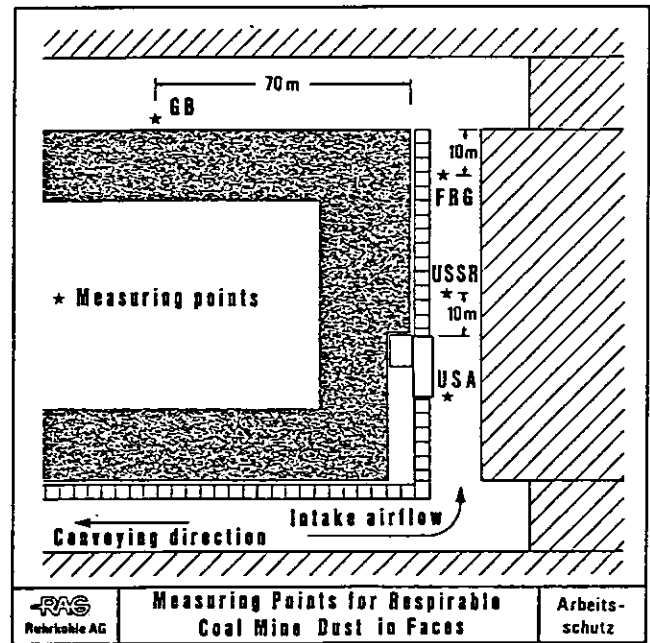 70m
GB
10m
FRG
USSR
Measuring points
10m
USA
Intake airflow
Conveying direction
RAG
Ruhrkohle AG
Measuring Points for Respirable
Coal Mine Dust in Faces
Arbeits-
schutz